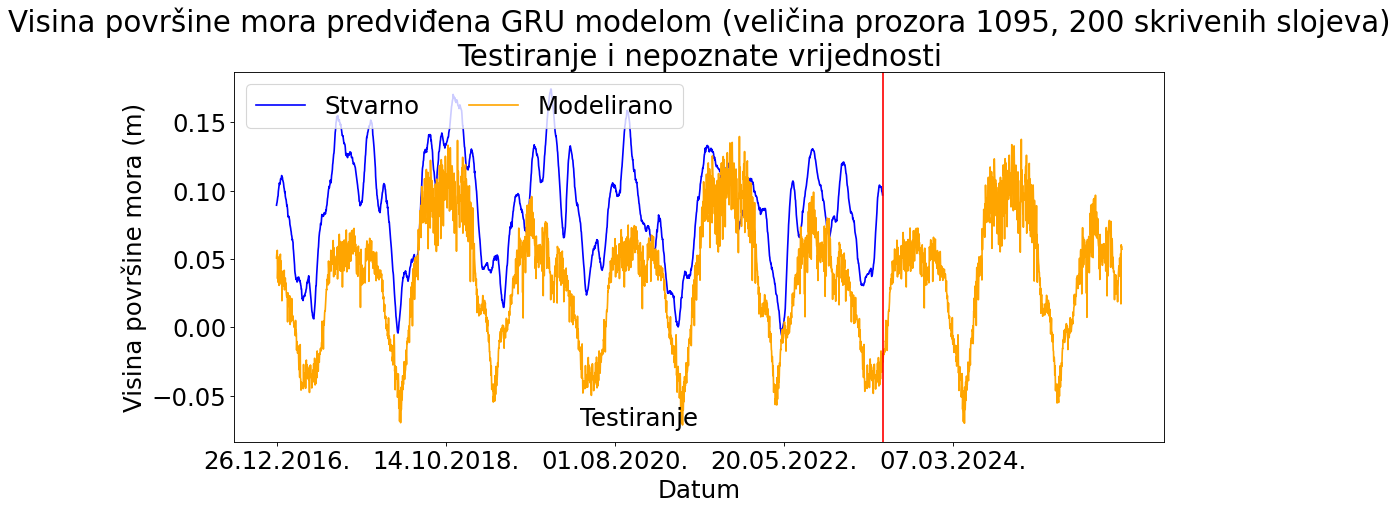 Visina površine mora predviđena GRU modelom (veličina prozora 1095, 200 skrivenih slojeva)
Testiranje i nepoznate vrijednosti
Stvarno
Modelirano
Visina površine mora (m)
0.15
0.10
0.05
0.00
−0.05
Testiranje
26.12.2016.
14.10.2018.
01.08.2020.
20.05.2022.
07.03.2024.
Datum